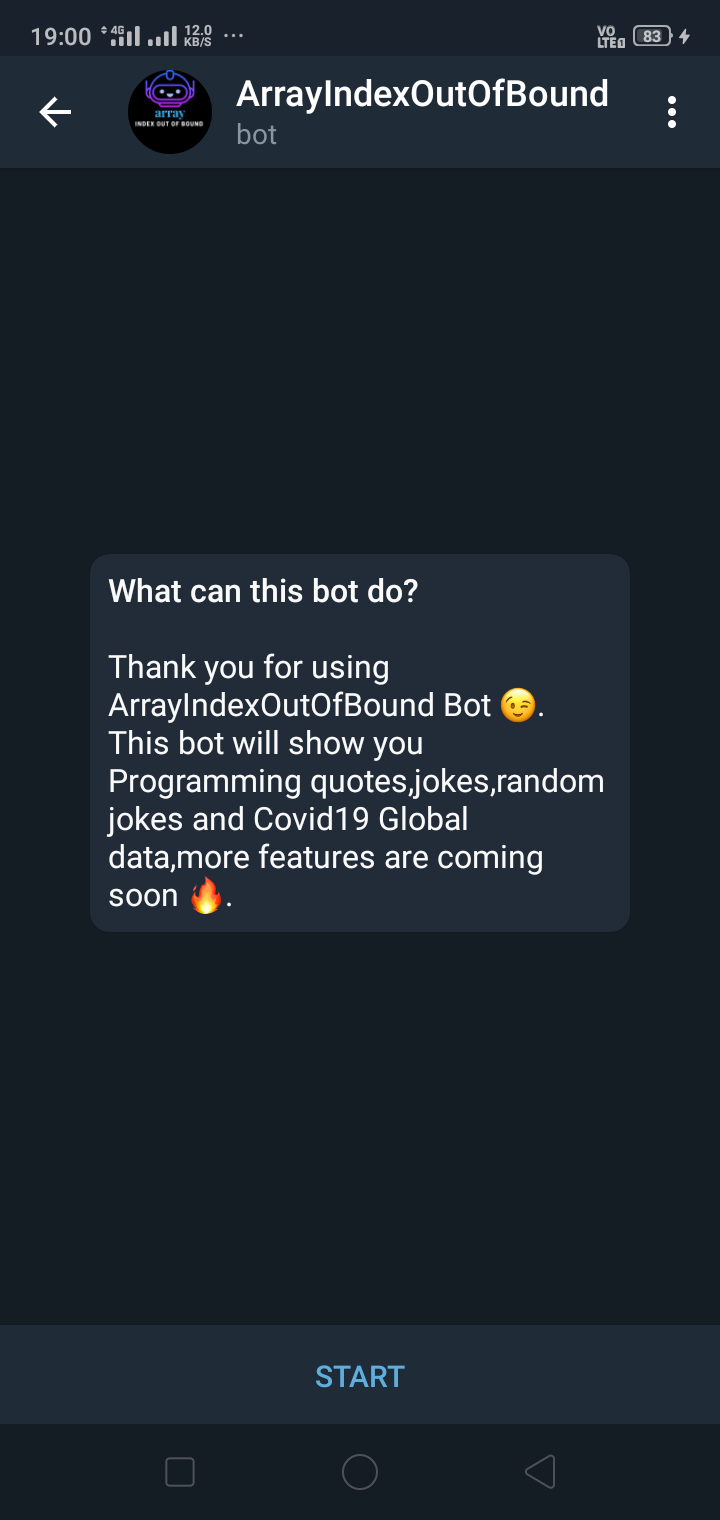 19:00 4G 12.0 KB/S ... VO LTE1 83
ArrayIndexOutOfBound
array
INDEX OUT OF BOUND
bot
What can this bot do?
Thank you for using
ArrayIndexOutOfBound Bot 😉.
This bot will show you
Programming quotes,jokes,random
jokes and Covid19 Global
data,more features are coming
soon 🔥.
START